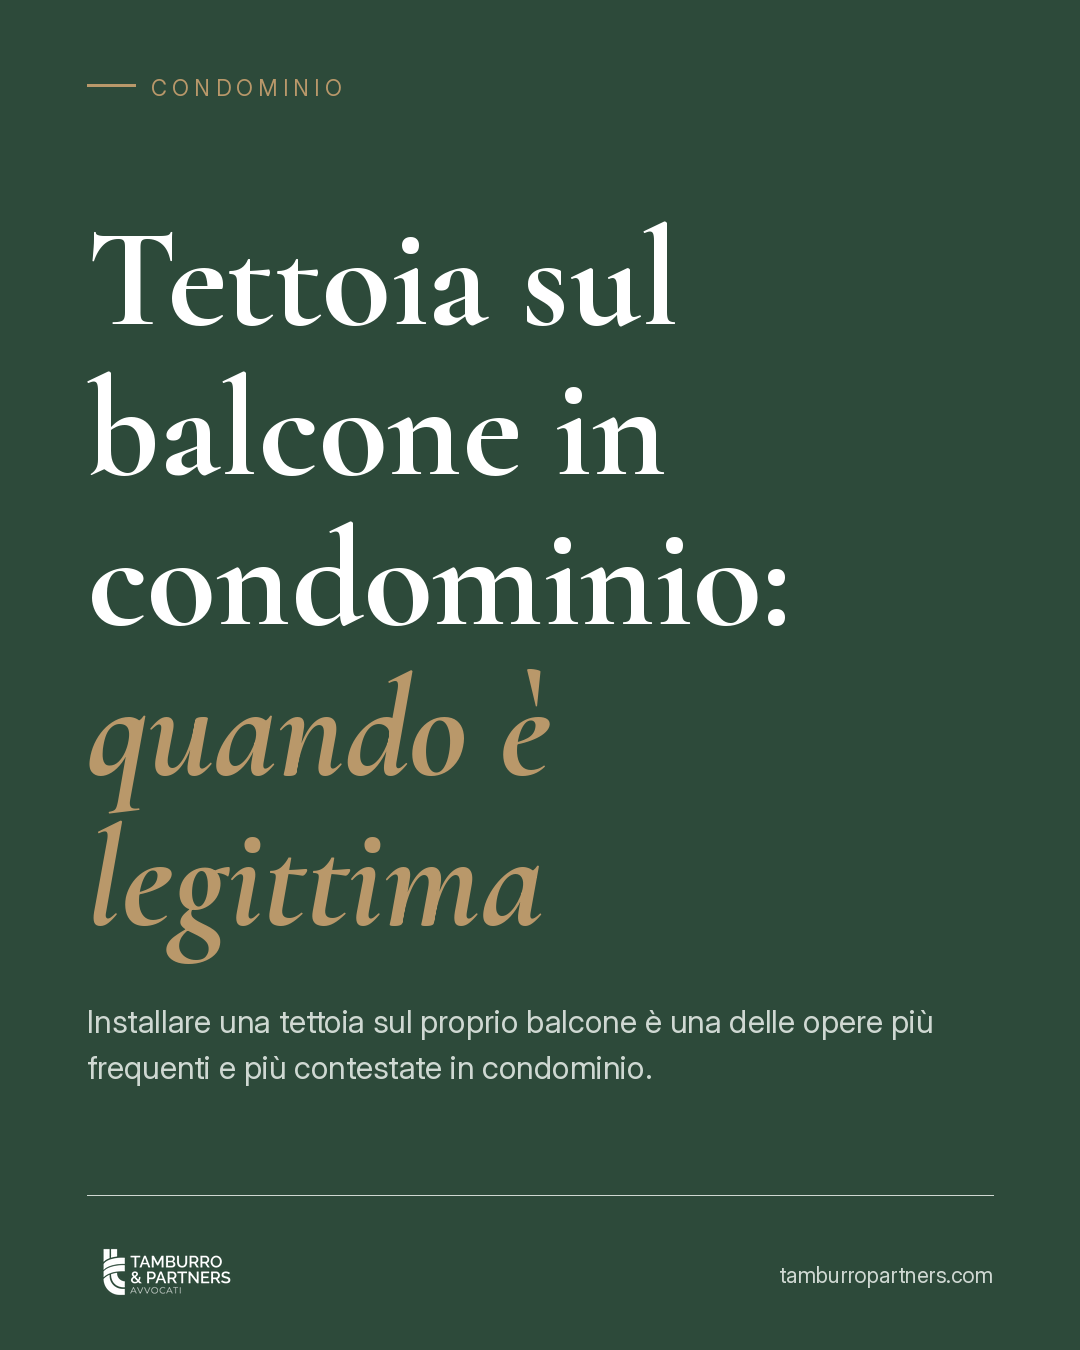 CONDOMINIO
Tettoia sul
balcone in
condominio:
quando è
legittima
Installare una tettoia sul proprio balcone è una delle opere più
frequenti e più contestate in condominio.
TAMBURRO
& PARTNERS
AVVOCATI
tamburropartners.com